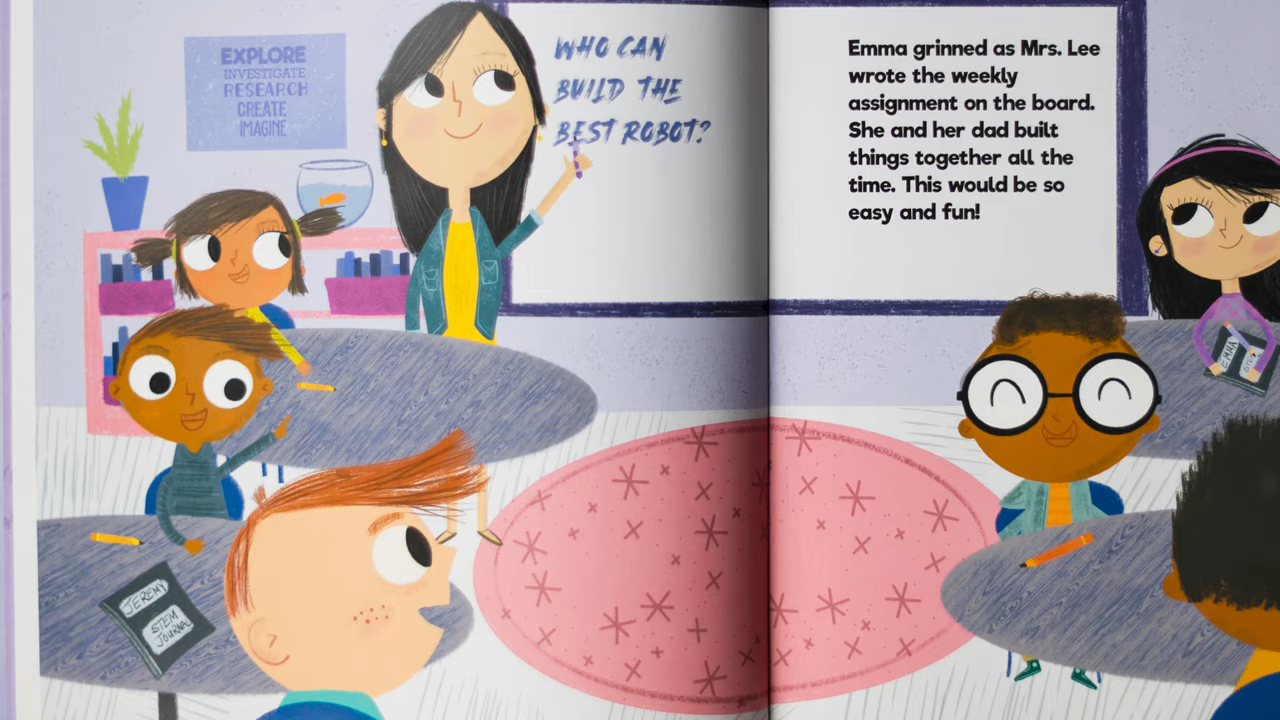 EXPLORE
INVESTIGATE
RESEARCH
CREATE
IMAGINE
WHO CAN
BUILD THE
BEST ROBOT?
Emma grinned as Mrs. Lee
wrote the weekly
assignment on the board.
She and her dad built
things together all the
time. This would be so
easy and fun!
EMMA
JEREMY
STEM
JOURNAL